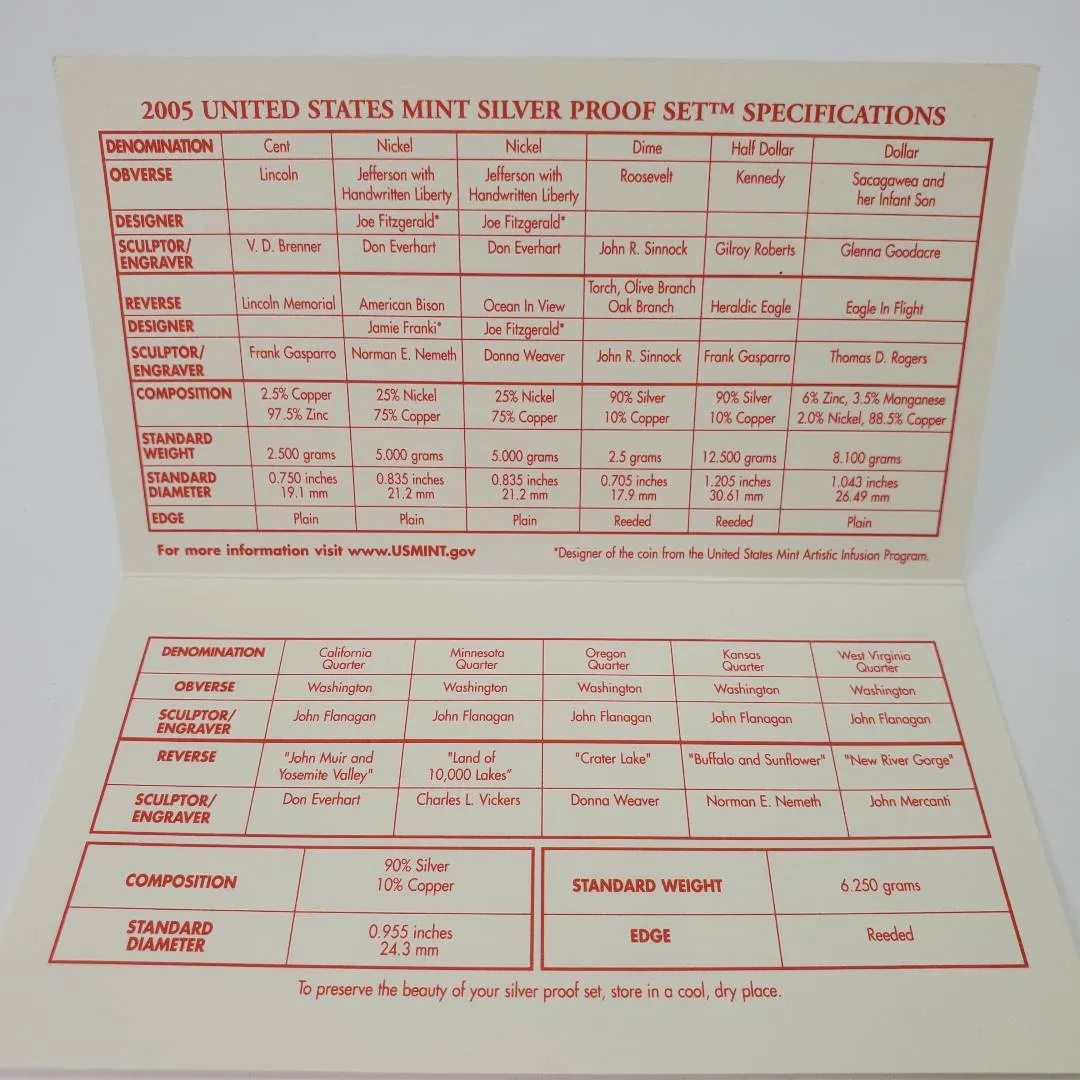 2005 UNITED STATES MINT SILVER PROOF SET™ SPECIFICATIONS
DENOMINATION Cent Nickel Nickel Dime Half Dollar Dollar
OBVERSE Lincoln Jefferson with Jefferson with Roosevelt Kennedy Sacagawea and
Handwritten Liberty Handwritten Liberty her Infant Son
DESIGNER Joe Fitzgerald* Joe Fitzgerald*
SCULPTOR/ V. D. Brenner Don Everhart Don Everhart John R. Sinnock Gilroy Roberts Glenna Goodacre
ENGRAVER
Torch, Olive Branch
REVERSE Lincoln Memorial American Bison Ocean In View Oak Branch Heraldic Eagle Eagle In Flight
DESIGNER Jamie Franki* Joe Fitzgerald*
SCULPTOR/ Frank Gasparro Norman E. Nemeth Donna Weaver John R. Sinnock Frank Gasparro Thomas D. Rogers
ENGRAVER
COMPOSITION 2.5% Copper 25% Nickel 25% Nickel 90% Silver 90% Silver 6% Zinc, 3.5% Manganese
97.5% Zinc 75% Copper 75% Copper 10% Copper 10% Copper 2.0% Nickel, 88.5% Copper
STANDARD
WEIGHT 2.500 grams 5.000 grams 5.000 grams 2.5 grams 12.500 grams 8.100 grams
STANDARD 0.750 inches 0.835 inches 0.835 inches 0.705 inches 1.205 inches 1.043 inches
DIAMETER 19.1 mm 21.2 mm 21.2 mm 17.9 mm 30.61 mm 26.49 mm
EDGE Plain Plain Plain Reeded Reeded Plain
For more information visit www.USMINT.gov *Designer of the coin from the United States Mint Artistic Infusion Program.
DENOMINATION California Minnesota Oregon Kansas West Virginia
Quarter Quarter Quarter Quarter Quarter
OBVERSE Washington Washington Washington Washington Washington
SCULPTOR/ John Flanagan John Flanagan John Flanagan John Flanagan John Flanagan
ENGRAVER
REVERSE "John Muir and "Land of "Crater Lake" "Buffalo and Sunflower" "New River Gorge"
Yosemite Valley" 10,000 Lakes"
SCULPTOR/ Don Everhart Charles L. Vickers Donna Weaver Norman E. Nemeth John Mercanti
ENGRAVER
90% Silver
COMPOSITION 10% Copper STANDARD WEIGHT 6.250 grams
STANDARD 0.955 inches EDGE Reeded
DIAMETER 24.3 mm
To preserve the beauty of your silver proof set, store in a cool, dry place.